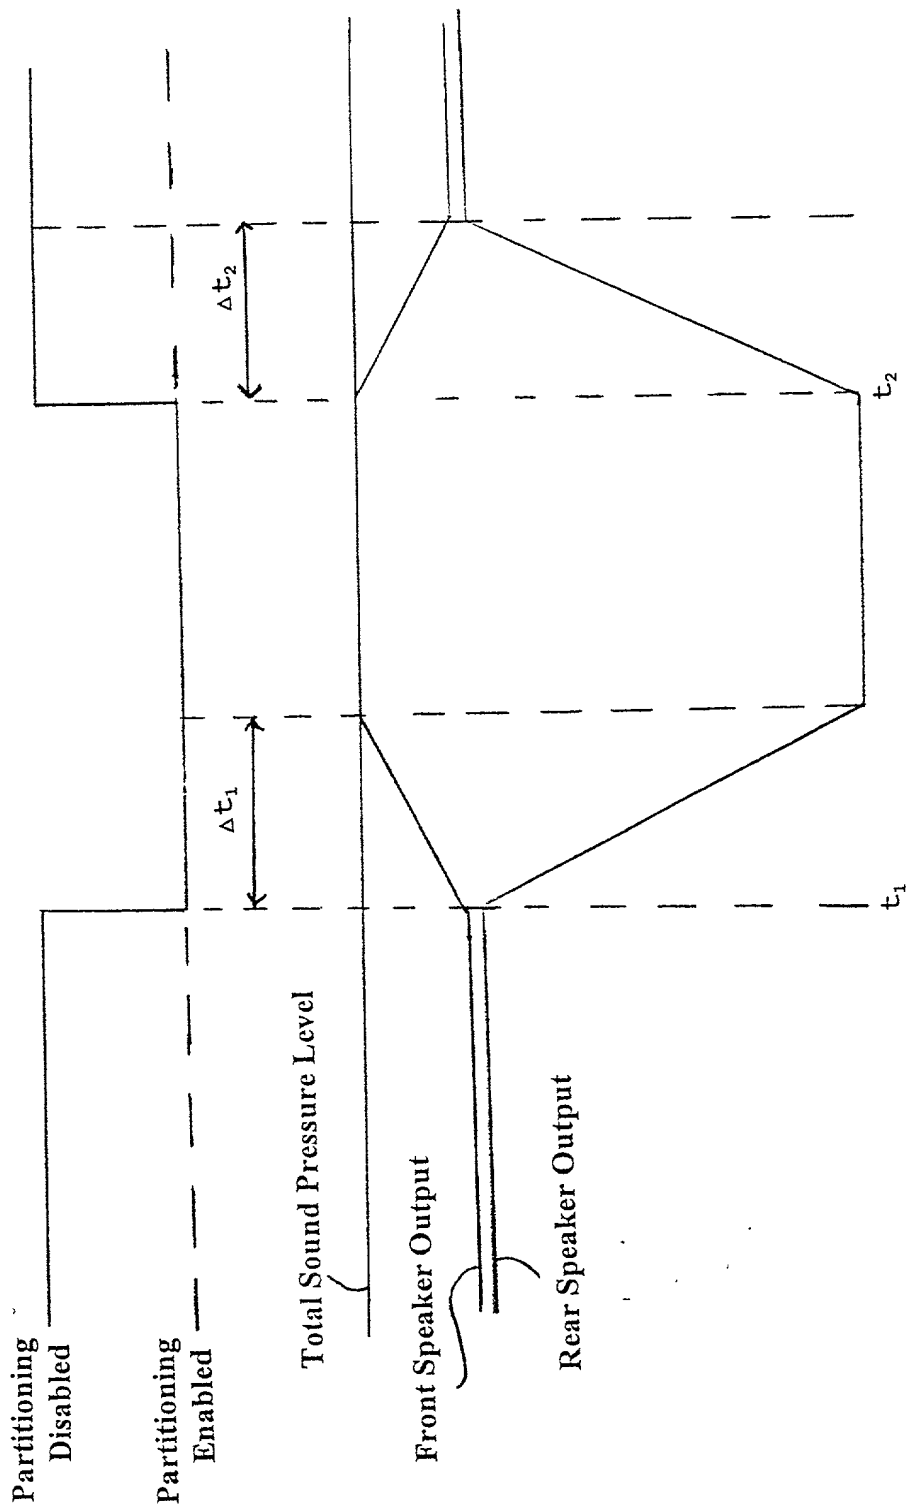 Partitioning
Disabled
Partitioning
Enabled
Δt₁
Δt₂
Total Sound Pressure Level
Front Speaker Output
Rear Speaker Output
t₁
t₂